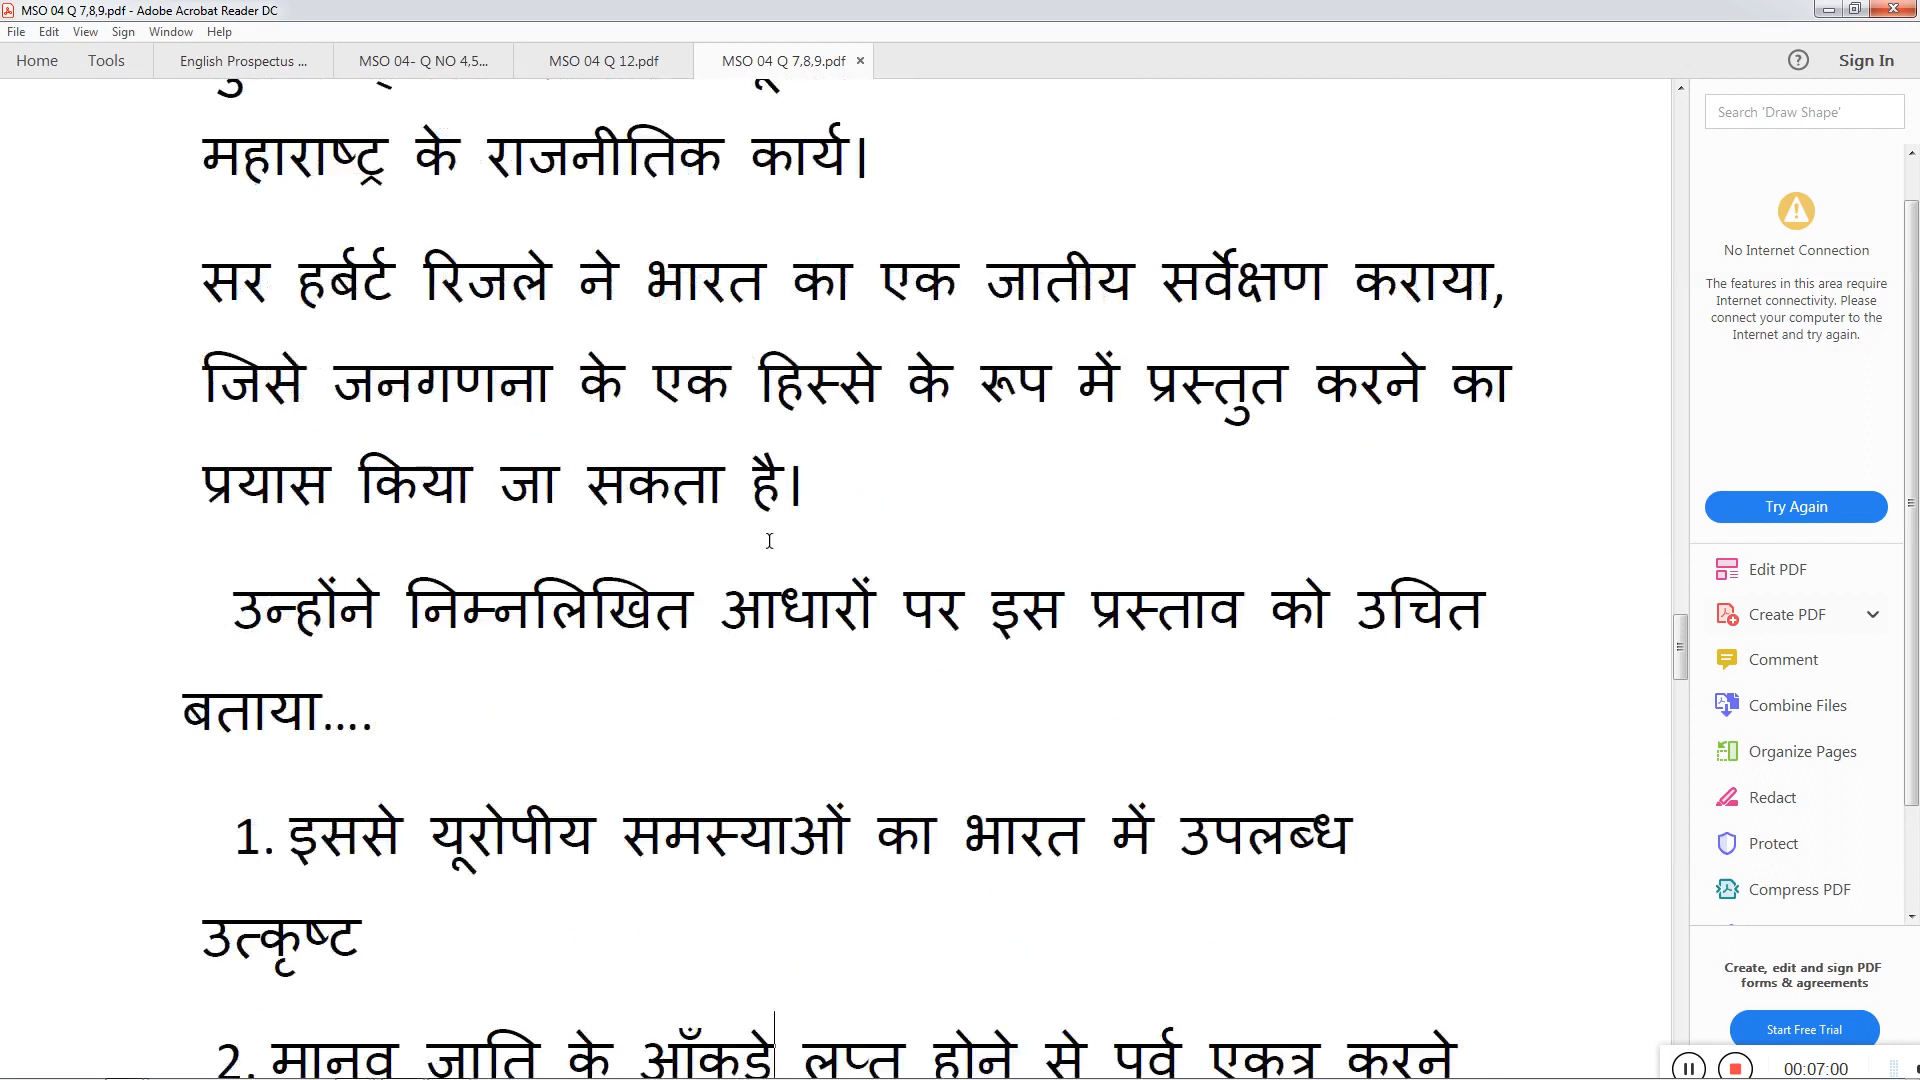 MSO 04 Q 7,8,9.pdf - Adobe Acrobat Reader DC
File Edit View Sign Window Help
Home Tools English Prospectus ... MSO 04- Q NO 4,5... MSO 04 Q 12.pdf MSO 04 Q 7,8,9.pdf × ? Sign In
महाराष्ट्र के राजनीतिक कार्य।
सर हर्बर्ट रिजले ने भारत का एक जातीय सर्वेक्षण कराया,
जिसे जनगणना के एक हिस्से के रूप में प्रस्तुत करने का
प्रयास किया जा सकता है।
उन्होंने निम्नलिखित आधारों पर इस प्रस्ताव को उचित
बताया....
1. इससे यूरोपीय समस्याओं का भारत में उपलब्ध
उत्कृष्ट
2. मानव जाति के आँकडे लुप्त होने से पूर्व एकत्र करने
Search 'Draw Shape'
No Internet Connection
The features in this area require
Internet connectivity. Please
connect your computer to the
Internet and try again.
Try Again
Edit PDF
Create PDF
Comment
Combine Files
Organize Pages
Redact
Protect
Compress PDF
Create, edit and sign PDF
forms & agreements
Start Free Trial
00:07:00